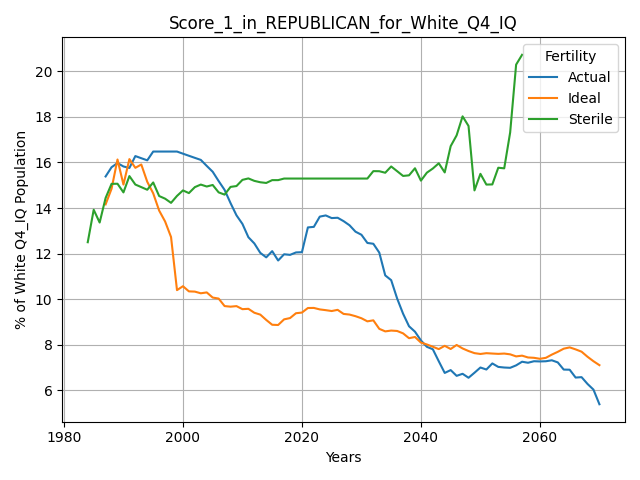 Score_1_in_REPUBLICAN_for_White_Q4_IQ
% of White Q4_IQ Population
20
18
16
14
12
10
8
6
Fertility
Actual
Ideal
Sterile
1980
2000
2020
2040
2060
Years